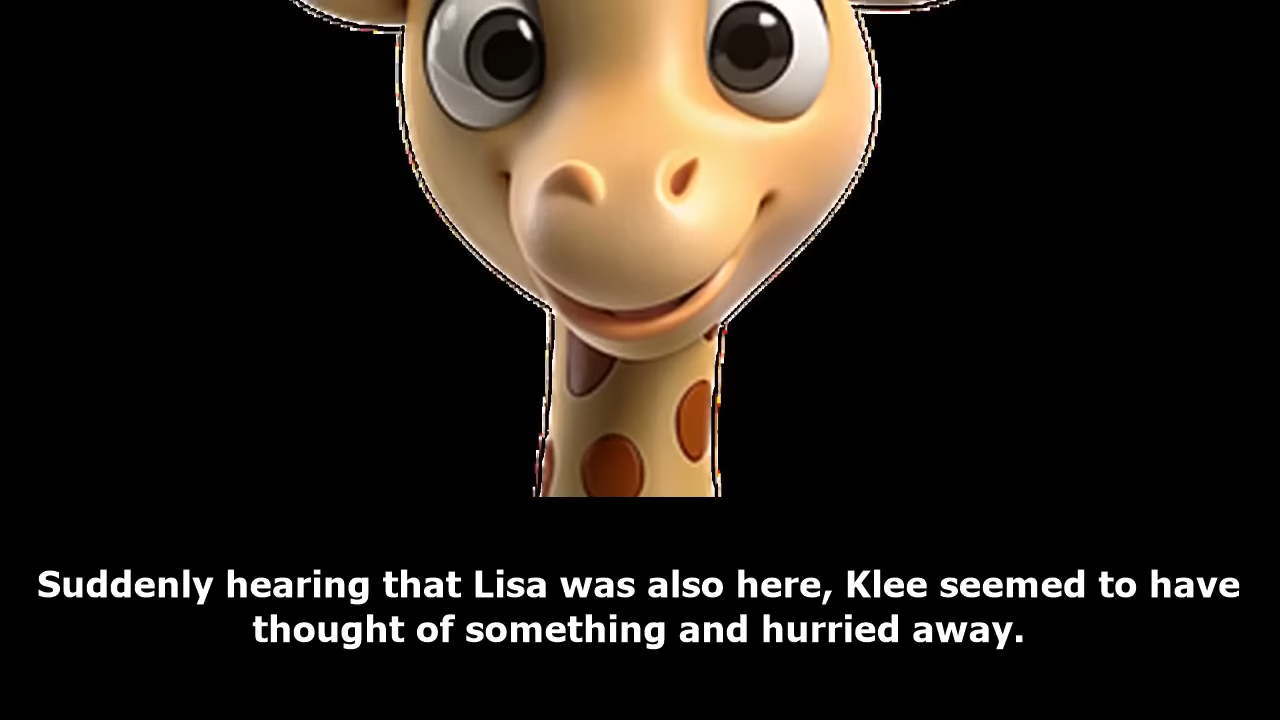 Suddenly hearing that Lisa was also here, Klee seemed to have
thought of something and hurried away.